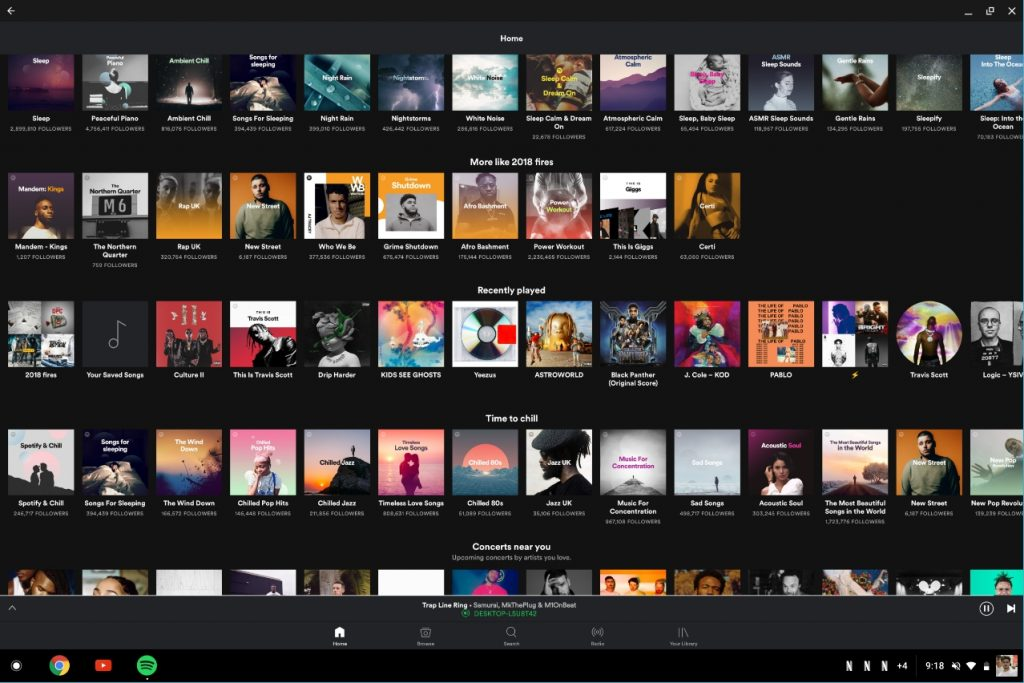 Home
Sleep
Peaceful Piano
Ambient Chill
Songs for sleeping
Night Rain
Nightstorms
White Noise
Sleep Calm & Dream On
Atmospheric Calm
Sleep, Baby Sleep
ASMR Sleep Sounds
Gentle Rains
Sleepify
Sleep Into The Ocea
Sleep
Peaceful Piano
Ambient Chill
Songs For Sleeping
Night Rain
Nightstorms
White Noise
Sleep Calm & Dream On
Atmospheric Calm
Sleep, Baby Sleep
ASMR Sleep Sounds
Gentle Rains
Sleepify
Sleep: Into the Ocean
2,899,810 FOLLOWERS
4,756,411 FOLLOWERS
816,076 FOLLOWERS
394,439 FOLLOWERS
399,010 FOLLOWERS
426,442 FOLLOWERS
256,616 FOLLOWERS
22,678 FOLLOWERS
617,224 FOLLOWERS
65,494 FOLLOWERS
118,957 FOLLOWERS
134,295 FOLLOWERS
197,755 FOLLOWERS
70,183 FOLLOWER
More like 2018 fires
Mandem: Kings
The Northern Quarter
M6
Rap UK
New Street
Who We Be
Grime Shutdown
Afro Bashment
Power Workout
THIS IS Giggs
Certi
Mandem - Kings
The Northern Quarter
Rap UK
New Street
Who We Be
Grime Shutdown
Afro Bashment
Power Workout
This Is Giggs
Certi
1,207 FOLLOWERS
759 FOLLOWERS
320,764 FOLLOWERS
6,187 FOLLOWERS
377,536 FOLLOWERS
675,474 FOLLOWERS
175,144 FOLLOWERS
2,236,465 FOLLOWERS
2,144 FOLLOWERS
63,060 FOLLOWERS
Recently played
THIS IS Travis Scott
THE LIFE OF PABLO
BRIGHT
2018 fires
Your Saved Songs
Culture II
This Is Travis Scott
Drip Harder
KIDS SEE GHOSTS
Yeezus
ASTROWORLD
Black Panther (Original Score)
J. Cole – KOD
PABLO
⚡
Travis Scott
Logic – YSIV
Time to chill
Spotify & Chill
Songs for sleeping
The Wind Down
Chilled Pop Hits
Chilled Jazz
Timeless Love Songs
Chilled 80s
Jazz UK
Music For Concentration
Sad Songs
Acoustic Soul
The Most Beautiful Songs in the World
New Street
New Pop Revolution
Spotify & Chill
Songs For Sleeping
The Wind Down
Chilled Pop Hits
Chilled Jazz
Timeless Love Songs
Chilled 80s
Jazz UK
Music For Concentration
Sad Songs
Acoustic Soul
The Most Beautiful Songs in the World
New Street
New Pop Revolu
246,717 FOLLOWERS
394,439 FOLLOWERS
166,572 FOLLOWERS
146,448 FOLLOWERS
211,856 FOLLOWERS
808,631 FOLLOWERS
51,089 FOLLOWERS
35,106 FOLLOWERS
867,108 FOLLOWERS
499,717 FOLLOWERS
303,245 FOLLOWERS
1,723,776 FOLLOWERS
6,187 FOLLOWERS
139,239 FOLLOW
Concerts near you
Upcoming concerts by artists you love.
Trap Line Ring • Samurai, MkThePlug & M1OnBeat
DESKTOP-L5UBT42
Home
Browse
Search
Radio
Your Library
+4
9:18